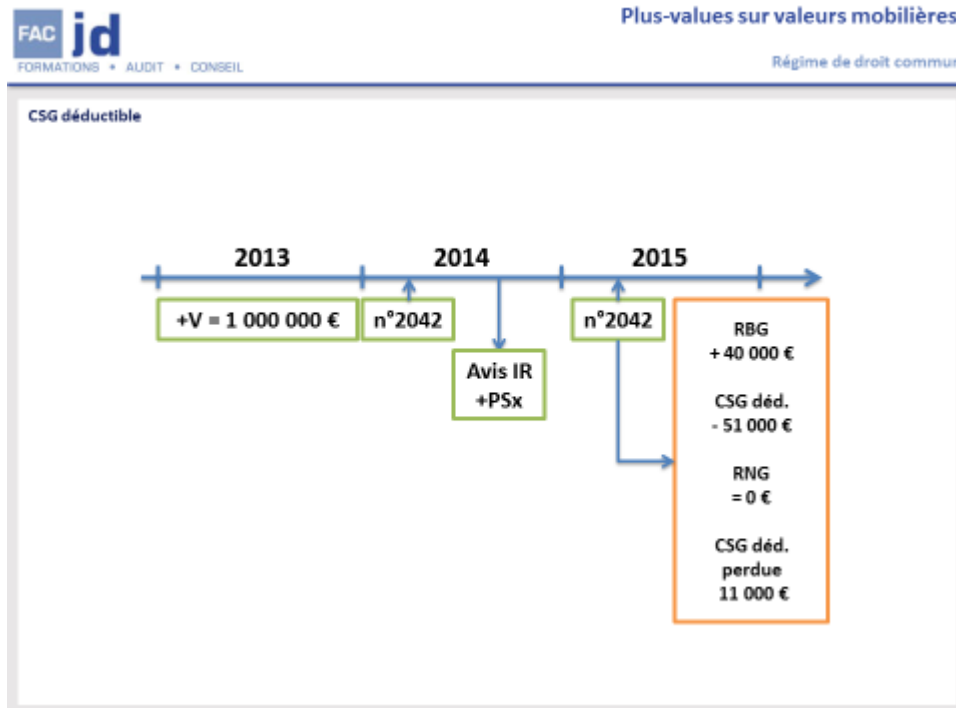 FAC jd
FORMATIONS • AUDIT • CONSEIL
Plus-values sur valeurs mobilières
Régime de droit commun
CSG déductible
2013 2014 2015
+V = 1 000 000 € n°2042 n°2042
Avis IR
+PSx
RBG
+ 40 000 €
CSG déd.
- 51 000 €
RNG
= 0 €
CSG déd.
perdue
11 000 €